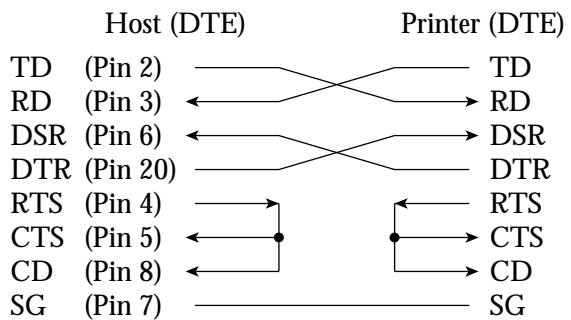 Host (DTE) Printer (DTE)
TD (Pin 2) TD
RD (Pin 3) RD
DSR (Pin 6) DSR
DTR (Pin 20) DTR
RTS (Pin 4) RTS
CTS (Pin 5) CTS
CD (Pin 8) CD
SG (Pin 7) SG